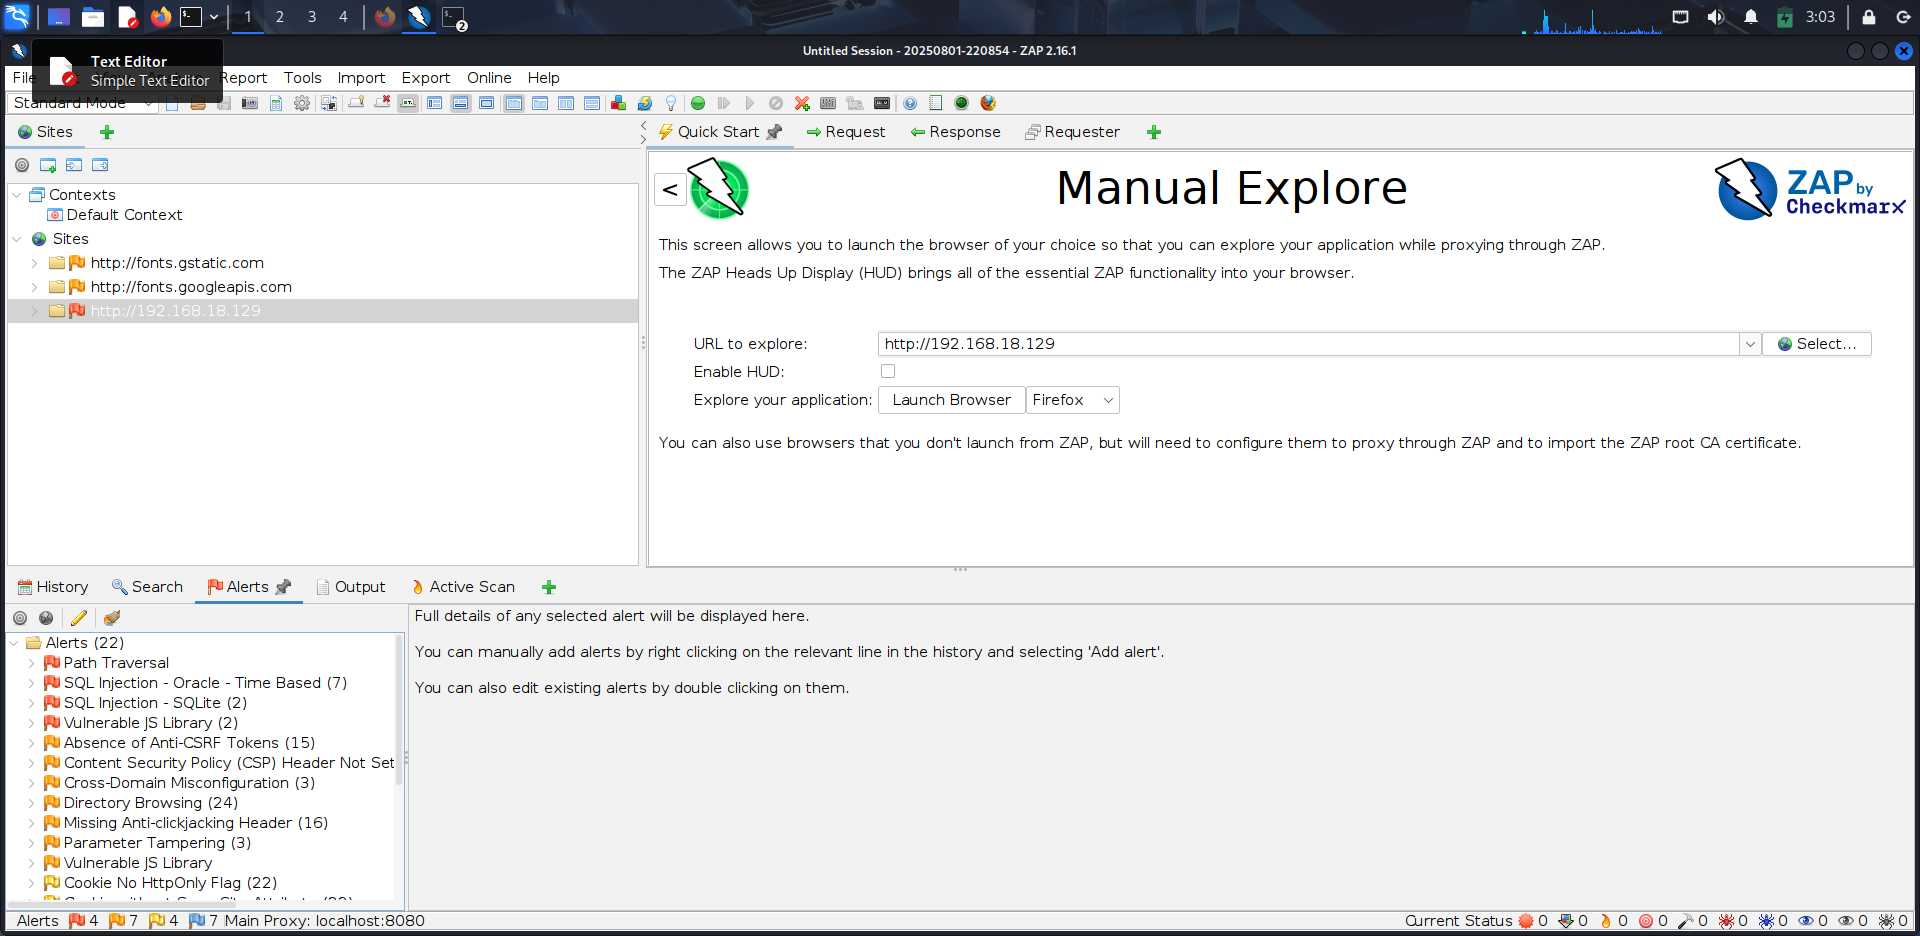 1 2 3 4
2
3:03
Untitled Session - 20250801-220854 - ZAP 2.16.1
Text Editor
Simple Text Editor
File Report Tools Import Export Online Help
Standard Mode
Sites
Quick Start Request Response Requester
<
Manual Explore
ZAP by
Checkmarx
Contexts
Default Context
Sites
http://fonts.gstatic.com
http://fonts.googleapis.com
http://192.168.18.129
This screen allows you to launch the browser of your choice so that you can explore your application while proxying through ZAP.
The ZAP Heads Up Display (HUD) brings all of the essential ZAP functionality into your browser.
URL to explore: http://192.168.18.129 Select...
Enable HUD:
Explore your application: Launch Browser Firefox
You can also use browsers that you don't launch from ZAP, but will need to configure them to proxy through ZAP and to import the ZAP root CA certificate.
History Search Alerts Output Active Scan
Alerts (22)
Path Traversal
SQL Injection - Oracle - Time Based (7)
SQL Injection - SQLite (2)
Vulnerable JS Library (2)
Absence of Anti-CSRF Tokens (15)
Content Security Policy (CSP) Header Not Set
Cross-Domain Misconfiguration (3)
Directory Browsing (24)
Missing Anti-clickjacking Header (16)
Parameter Tampering (3)
Vulnerable JS Library
Cookie No HttpOnly Flag (22)
Full details of any selected alert will be displayed here.
You can manually add alerts by right clicking on the relevant line in the history and selecting 'Add alert'.
You can also edit existing alerts by double clicking on them.
Alerts 4 7 4 7 Main Proxy: localhost:8080
Current Status 0 0 0 0 0 0 0 0 0 0